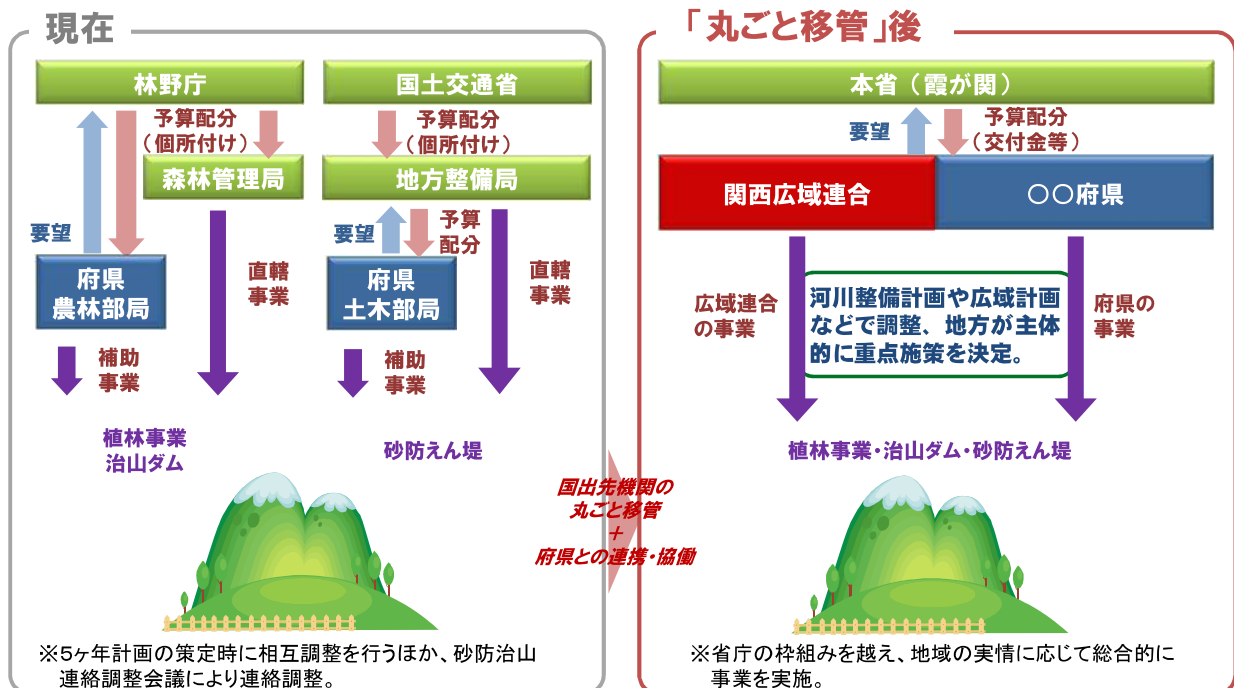 現在
林野庁
国土交通省
予算配分
（個所付け）
予算配分
（個所付け）
森林管理局
地方整備局
要望
要望
予算
配分
府県
農林部局
直轄
事業
府県
土木部局
直轄
事業
補助
事業
補助
事業
植林事業
治山ダム
砂防えん堤
※5ヶ年計画の策定時に相互調整を行うほか、砂防治山
連絡調整会議により連絡調整。
国出先機関の
丸ごと移管
＋
府県との連携・協働
「丸ごと移管」後
本省（霞が関）
要望
予算配分
（交付金等）
関西広域連合
○○府県
広域連合
の事業
河川整備計画や広域計画
などで調整、地方が主体
的に重点施策を決定。
府県の
事業
植林事業・治山ダム・砂防えん堤
※省庁の枠組みを越え、地域の実情に応じて総合的に
事業を実施。